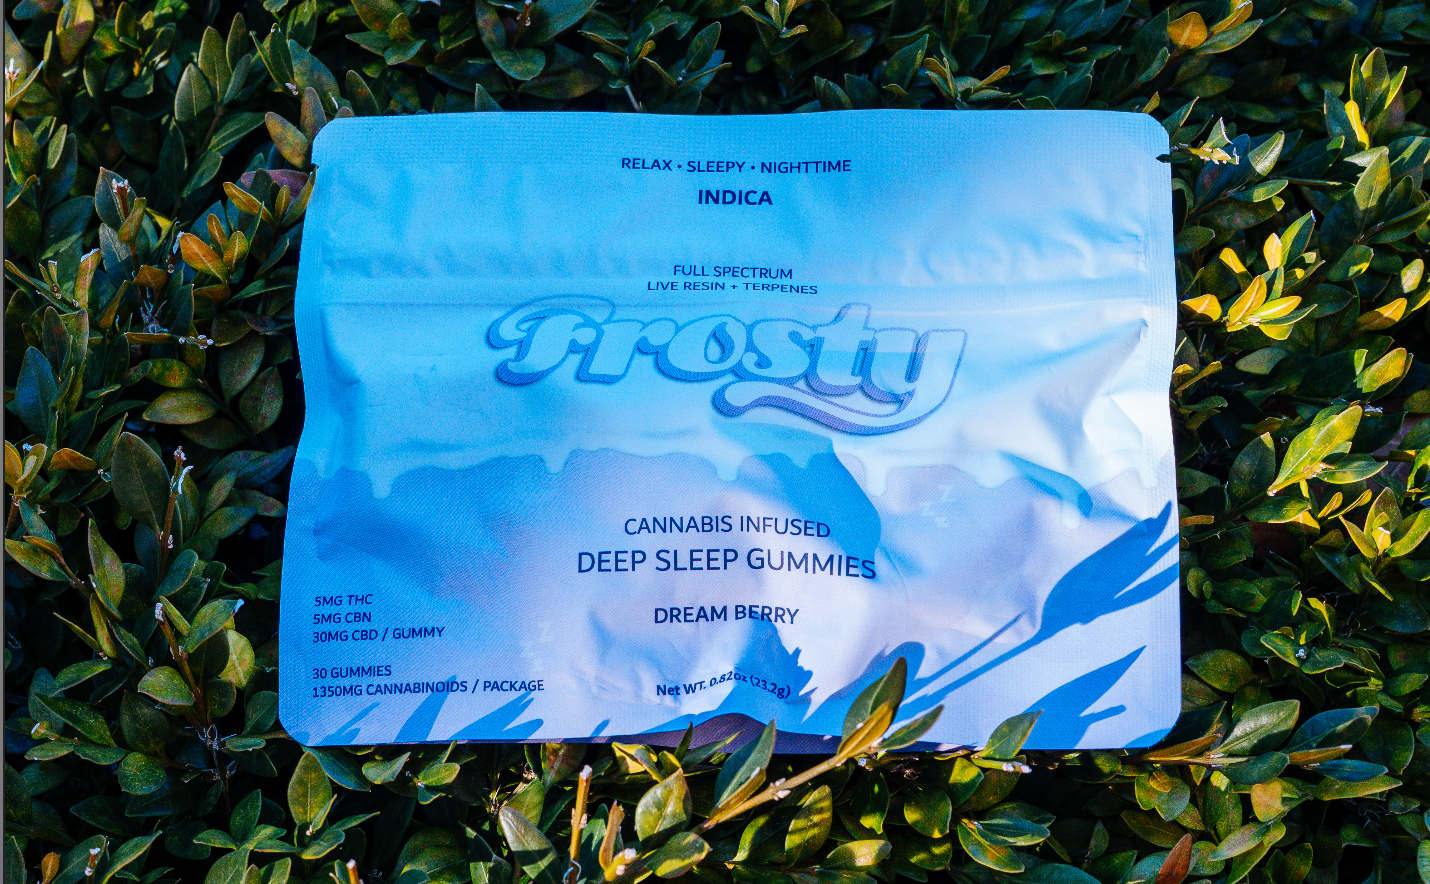 RELAX • SLEEPY • NIGHTTIME
INDICA
FULL SPECTRUM
LIVE RESIN + TERPENES
Frosty
Z
Z
Z
CANNABIS INFUSED
DEEP SLEEP GUMMIES
DREAM BERRY
5MG THC
5MG CBN
30MG CBD / GUMMY
30 GUMMIES
1350MG CANNABINOIDS / PACKAGE
Z
Z
Net WT. 0.82oz (23.2g)